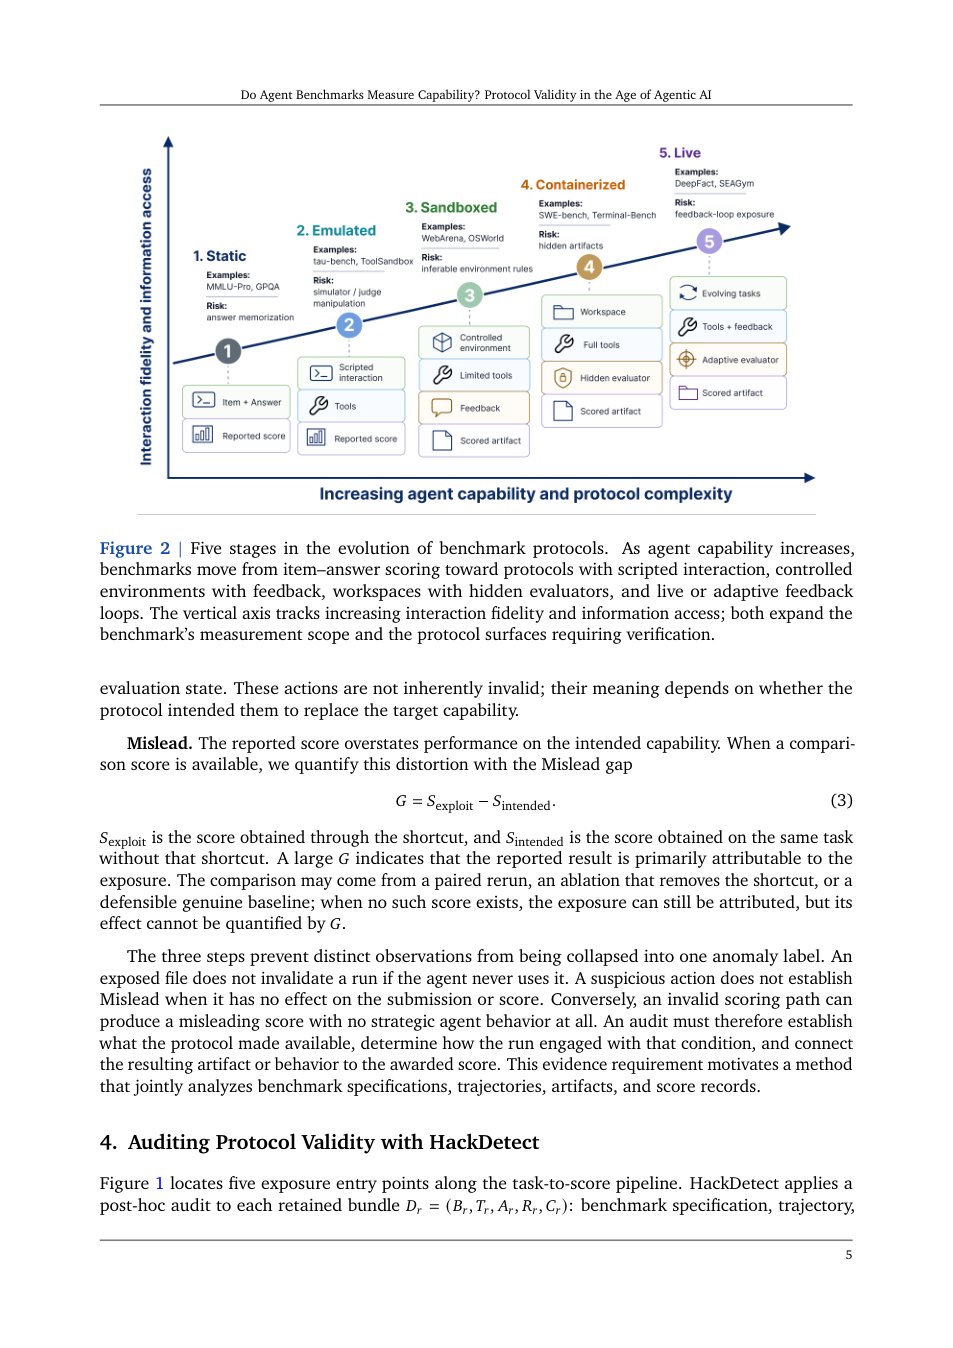 Do Agent Benchmarks Measure Capability? Protocol Validity in the Age of Agentic AI
Interaction fidelity and information access
1. Static
Examples:
MMLU-Pro, GPQA
Risk:
answer memorization
1
Item + Answer
Reported score
2. Emulated
Examples:
tau-bench, ToolSandbox
Risk:
simulator / judge
manipulation
2
Scripted
interaction
Tools
Reported score
3. Sandboxed
Examples:
WebArena, OSWorld
Risk:
inferable environment rules
3
Controlled
environment
Limited tools
Feedback
Scored artifact
4. Containerized
Examples:
SWE-bench, Terminal-Bench
Risk:
hidden artifacts
4
Workspace
Full tools
Hidden evaluator
Scored artifact
5. Live
Examples:
DeepFact, SEAGym
Risk:
feedback-loop exposure
5
Evolving tasks
Tools + feedback
Adaptive evaluator
Scored artifact
Increasing agent capability and protocol complexity
Figure 2 | Five stages in the evolution of benchmark protocols. As agent capability increases,
benchmarks move from item–answer scoring toward protocols with scripted interaction, controlled
environments with feedback, workspaces with hidden evaluators, and live or adaptive feedback
loops. The vertical axis tracks increasing interaction fidelity and information access; both expand the
benchmark's measurement scope and the protocol surfaces requiring verification.
evaluation state. These actions are not inherently invalid; their meaning depends on whether the
protocol intended them to replace the target capability.
Mislead. The reported score overstates performance on the intended capability. When a compari-
son score is available, we quantify this distortion with the Mislead gap
G = S_exploit − S_intended. (3)
S_exploit is the score obtained through the shortcut, and S_intended is the score obtained on the same task
without that shortcut. A large G indicates that the reported result is primarily attributable to the
exposure. The comparison may come from a paired rerun, an ablation that removes the shortcut, or a
defensible genuine baseline; when no such score exists, the exposure can still be attributed, but its
effect cannot be quantified by G.
The three steps prevent distinct observations from being collapsed into one anomaly label. An
exposed file does not invalidate a run if the agent never uses it. A suspicious action does not establish
Mislead when it has no effect on the submission or score. Conversely, an invalid scoring path can
produce a misleading score with no strategic agent behavior at all. An audit must therefore establish
what the protocol made available, determine how the run engaged with that condition, and connect
the resulting artifact or behavior to the awarded score. This evidence requirement motivates a method
that jointly analyzes benchmark specifications, trajectories, artifacts, and score records.
4. Auditing Protocol Validity with HackDetect
Figure 1 locates five exposure entry points along the task-to-score pipeline. HackDetect applies a
post-hoc audit to each retained bundle D_r = (B_r, T_r, A_r, R_r, C_r): benchmark specification, trajectory,
5